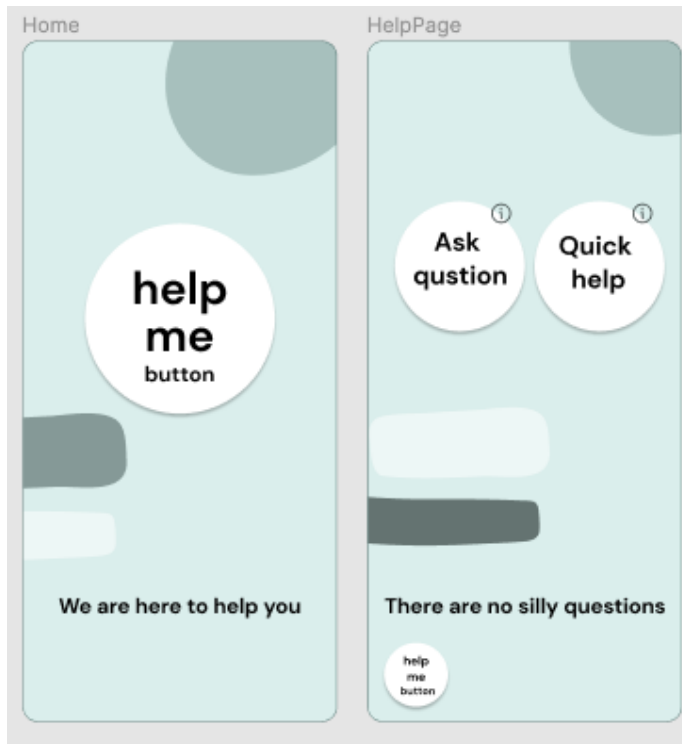 Home
help
me
button
We are here to help you
HelpPage
Ask
qustion
Quick
help
There are no silly questions
help
me
button